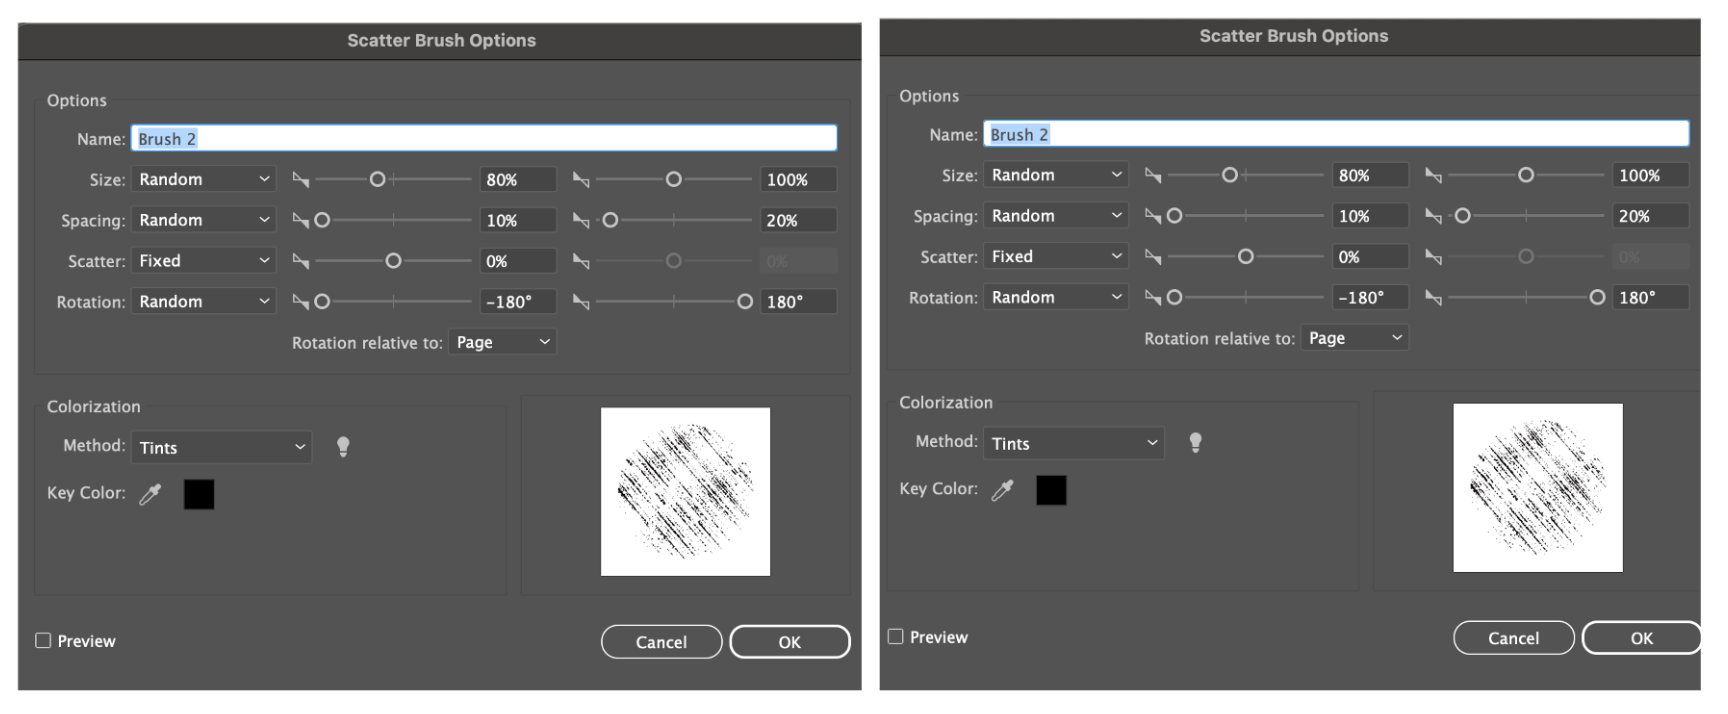 Scatter Brush Options
Options
Name: Brush 2
Size: Random 80% 100%
Spacing: Random 10% 20%
Scatter: Fixed 0% 0%
Rotation: Random -180° 180°
Rotation relative to: Page
Colorization
Method: Tints
Key Color:
Preview Cancel OK
Scatter Brush Options
Options
Name: Brush 2
Size: Random 80% 100%
Spacing: Random 10% 20%
Scatter: Fixed 0% 0%
Rotation: Random -180° 180°
Rotation relative to: Page
Colorization
Method: Tints
Key Color:
Preview Cancel OK